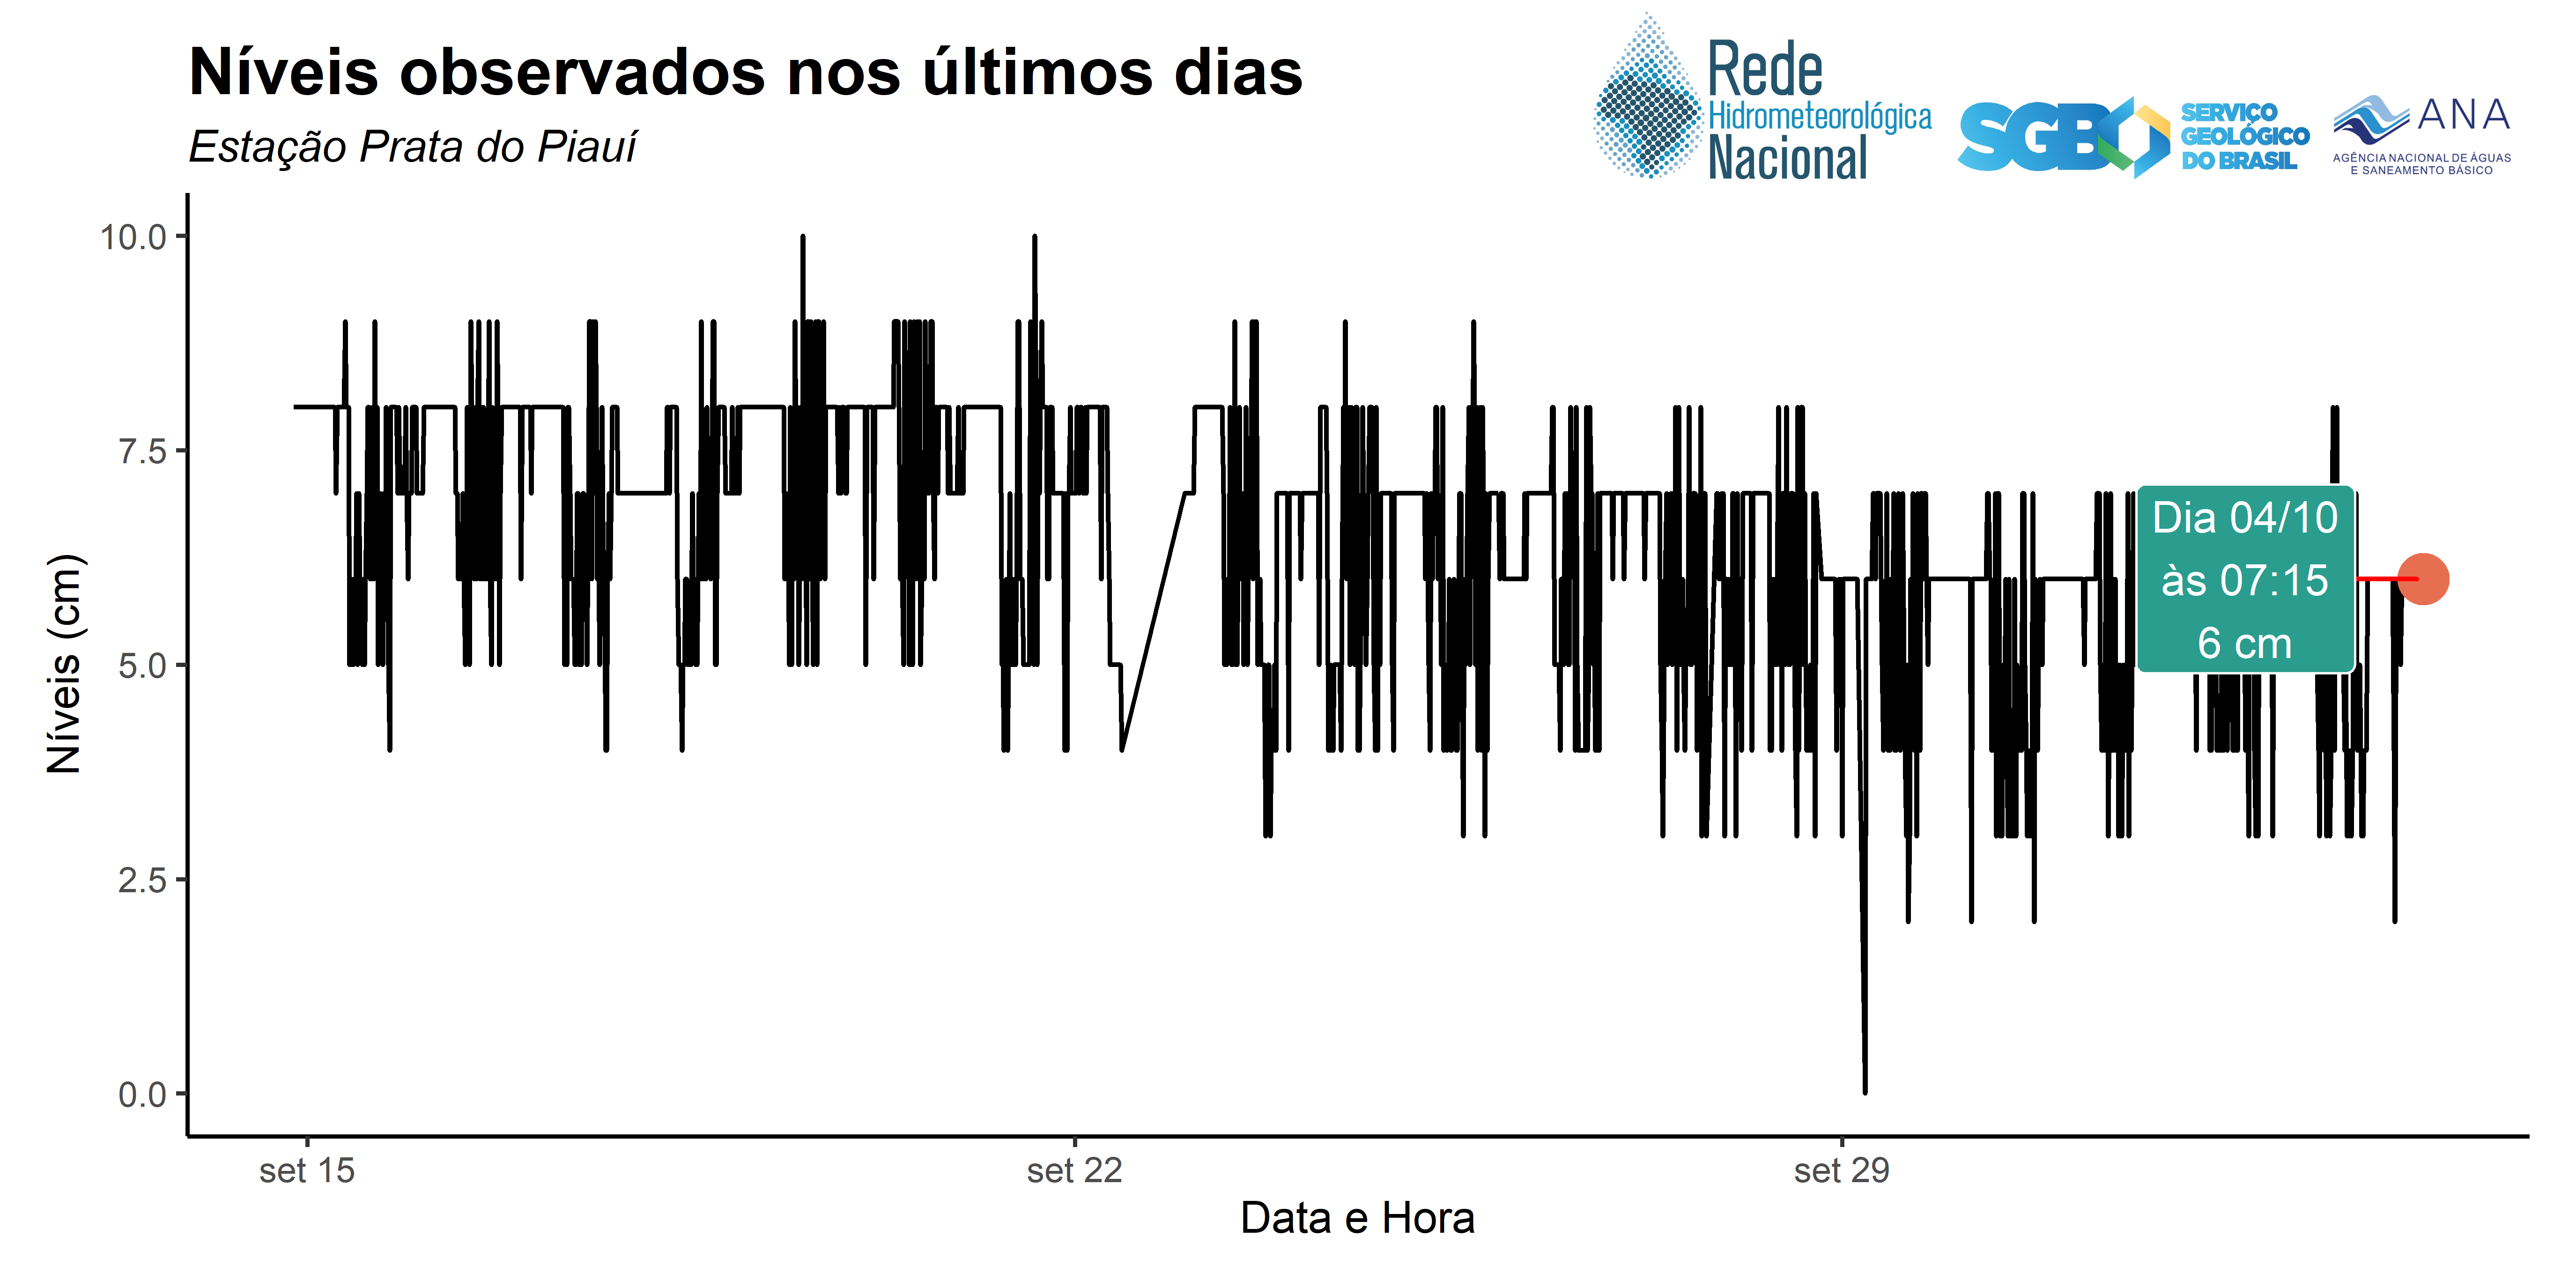 Níveis observados nos últimos dias
Estação Prata do Piauí
Rede
Hidrometeorológica
Nacional
SGB
SERVIÇO
GEOLÓGICO
DO BRASIL
ANA
AGÊNCIA NACIONAL DE ÁGUAS
E SANEAMENTO BÁSICO
10.0
7.5
5.0
2.5
0.0
Níveis (cm)
Dia 04/10
às 07:15
6 cm
set 15
set 22
set 29
Data e Hora